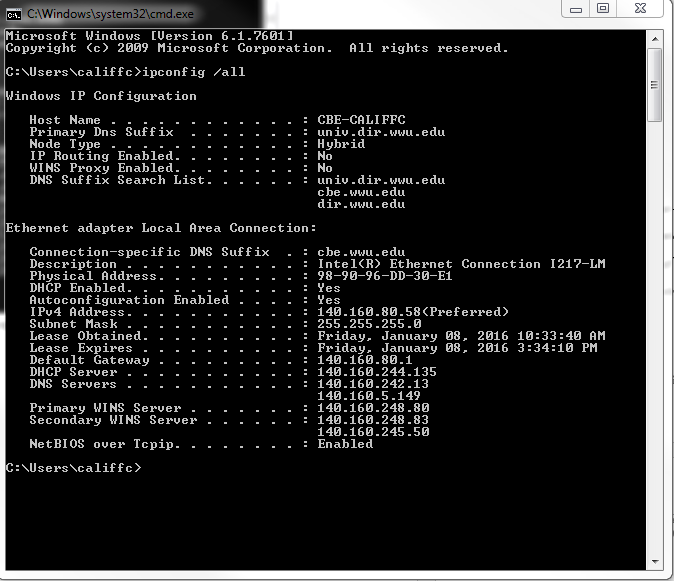 C:\Windows\system32\cmd.exe
Microsoft Windows [Version 6.1.7601]
Copyright (c) 2009 Microsoft Corporation.  All rights reserved.
C:\Users\califfc>ipconfig /all
Windows IP Configuration
   Host Name . . . . . . . . . . . . : CBE-CALIFFC
   Primary Dns Suffix  . . . . . . . : univ.dir.wwu.edu
   Node Type . . . . . . . . . . . . : Hybrid
   IP Routing Enabled. . . . . . . . : No
   WINS Proxy Enabled. . . . . . . . : No
   DNS Suffix Search List. . . . . . : univ.dir.wwu.edu
                                       cbe.wwu.edu
                                       dir.wwu.edu
Ethernet adapter Local Area Connection:
   Connection-specific DNS Suffix  . : cbe.wwu.edu
   Description . . . . . . . . . . . : Intel(R) Ethernet Connection I217-LM
   Physical Address. . . . . . . . . : 98-90-96-DD-30-E1
   DHCP Enabled. . . . . . . . . . . : Yes
   Autoconfiguration Enabled . . . . : Yes
   IPv4 Address. . . . . . . . . . . : 140.160.80.58(Preferred)
   Subnet Mask . . . . . . . . . . . : 255.255.255.0
   Lease Obtained. . . . . . . . . . : Friday, January 08, 2016 10:33:40 AM
   Lease Expires . . . . . . . . . . : Friday, January 08, 2016 3:34:10 PM
   Default Gateway . . . . . . . . . : 140.160.80.1
   DHCP Server . . . . . . . . . . . : 140.160.244.135
   DNS Servers . . . . . . . . . . . : 140.160.242.13
                                       140.160.5.149
   Primary WINS Server . . . . . . . : 140.160.248.80
   Secondary WINS Server . . . . . . : 140.160.248.83
                                       140.160.245.50
   NetBIOS over Tcpip. . . . . . . . : Enabled
C:\Users\califfc>